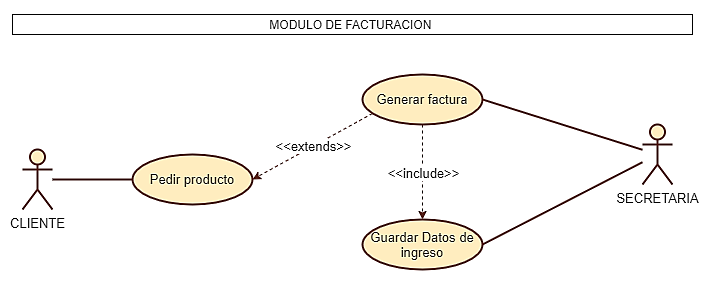 MODULO DE FACTURACION
Generar factura
<<extends>>
Pedir producto
<<include>>
CLIENTE
SECRETARIA
Guardar Datos de
ingreso